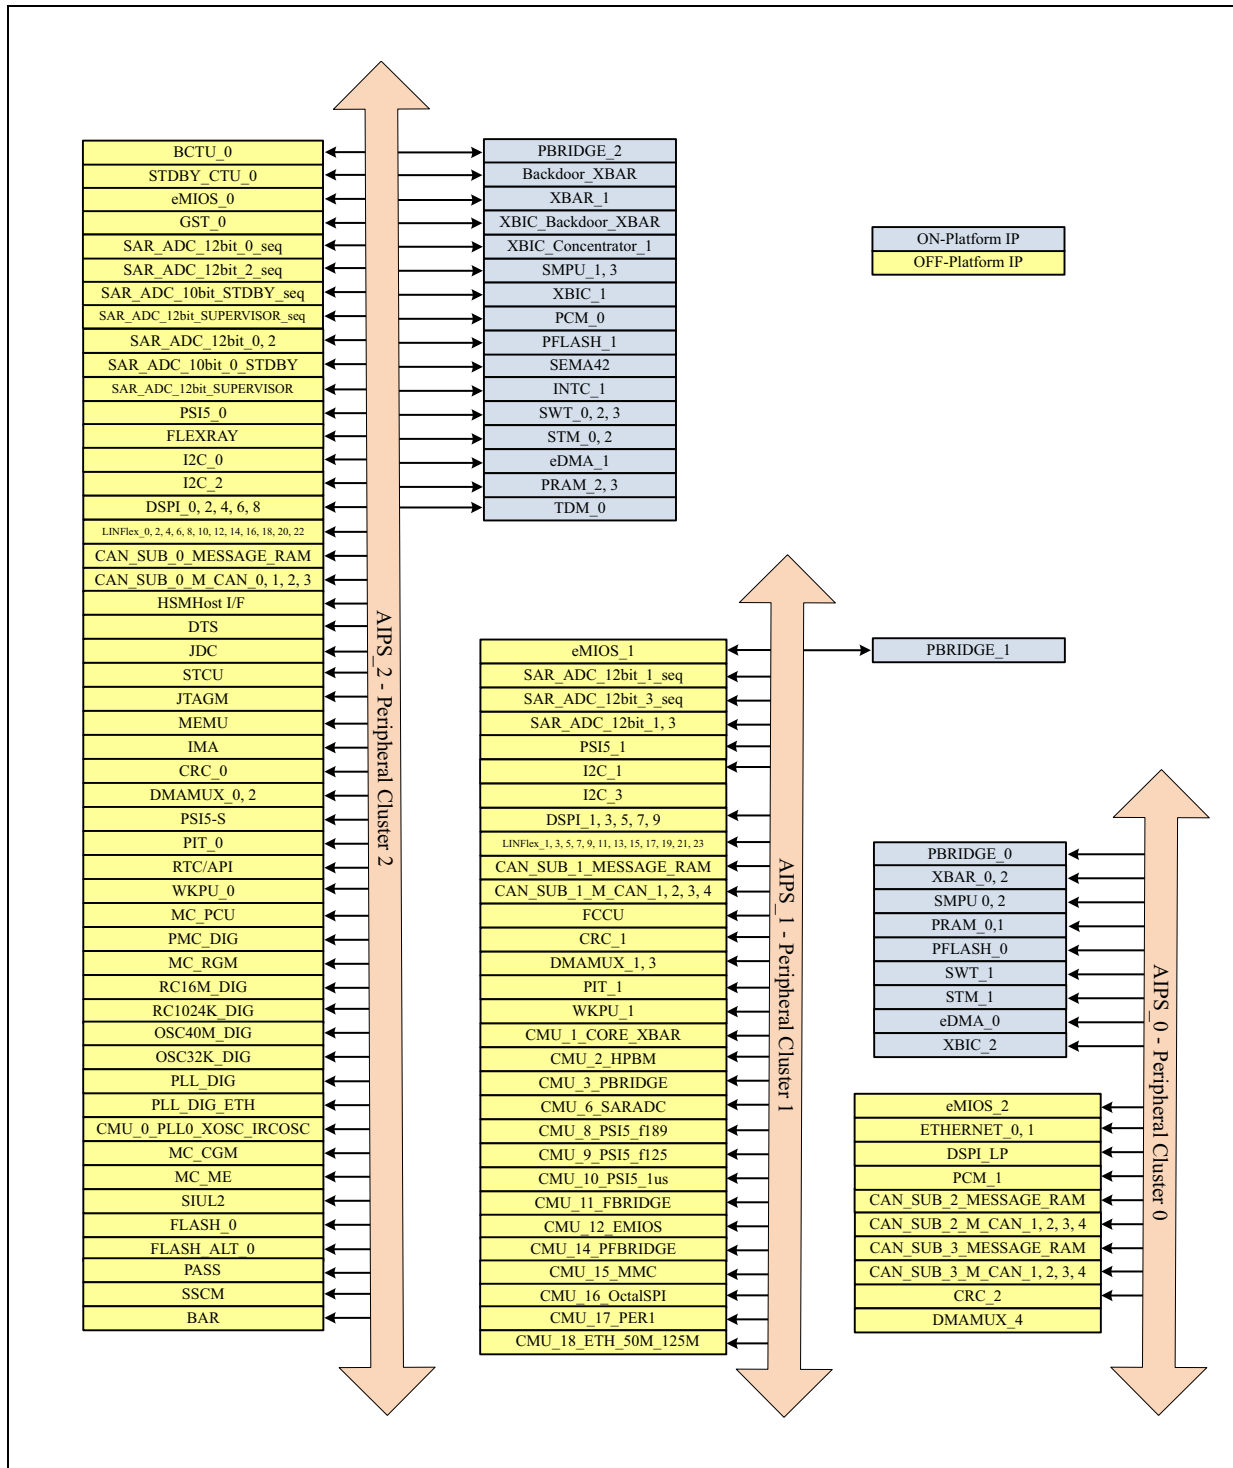 BCTU_0
STDBY_CTU_0
eMIOS_0
GST_0
SAR_ADC_12bit_0_seq
SAR_ADC_12bit_2_seq
SAR_ADC_10bit_STDBY_seq
SAR_ADC_12bit_SUPERVISOR_seq
SAR_ADC_12bit_0, 2
SAR_ADC_10bit_0_STDBY
SAR_ADC_12bit_SUPERVISOR
PSI5_0
FLEXRAY
I2C_0
I2C_2
DSPI_0, 2, 4, 6, 8
LINFlex_0, 2, 4, 6, 8, 10, 12, 14, 16, 18, 20, 22
CAN_SUB_0_MESSAGE_RAM
CAN_SUB_0_M_CAN_0, 1, 2, 3
HSMHost I/F
DTS
JDC
STCU
JTAGM
MEMU
IMA
CRC_0
DMAMUX_0, 2
PSI5-S
PIT_0
RTC/API
WKPU_0
MC_PCU
PMC_DIG
MC_RGM
RC16M_DIG
RC1024K_DIG
OSC40M_DIG
OSC32K_DIG
PLL_DIG
PLL_DIG_ETH
CMU_0_PLL0_XOSC_IRCOSC
MC_CGM
MC_ME
SIUL2
FLASH_0
FLASH_ALT_0
PASS
SSCM
BAR
AIPS_2 - Peripheral Cluster 2
PBRIDGE_2
Backdoor_XBAR
XBAR_1
XBIC_Backdoor_XBAR
XBIC_Concentrator_1
SMPU_1, 3
XBIC_1
PCM_0
PFLASH_1
SEMA42
INTC_1
SWT_0, 2, 3
STM_0, 2
eDMA_1
PRAM_2, 3
TDM_0
ON-Platform IP
OFF-Platform IP
eMIOS_1
SAR_ADC_12bit_1_seq
SAR_ADC_12bit_3_seq
SAR_ADC_12bit_1, 3
PSI5_1
I2C_1
I2C_3
DSPI_1, 3, 5, 7, 9
LINFlex_1, 3, 5, 7, 9, 11, 13, 15, 17, 19, 21, 23
CAN_SUB_1_MESSAGE_RAM
CAN_SUB_1_M_CAN_1, 2, 3, 4
FCCU
CRC_1
DMAMUX_1, 3
PIT_1
WKPU_1
CMU_1_CORE_XBAR
CMU_2_HPBM
CMU_3_PBRIDGE
CMU_6_SARADC
CMU_8_PSI5_f189
CMU_9_PSI5_f125
CMU_10_PSI5_1us
CMU_11_FBRIDGE
CMU_12_EMIOS
CMU_14_PFBRIDGE
CMU_15_MMC
CMU_16_OctalSPI
CMU_17_PER1
CMU_18_ETH_50M_125M
AIPS_1 - Peripheral Cluster 1
PBRIDGE_1
PBRIDGE_0
XBAR_0, 2
SMPU 0, 2
PRAM_0,1
PFLASH_0
SWT_1
STM_1
eDMA_0
XBIC_2
eMIOS_2
ETHERNET_0, 1
DSPI_LP
PCM_1
CAN_SUB_2_MESSAGE_RAM
CAN_SUB_2_M_CAN_1, 2, 3, 4
CAN_SUB_3_MESSAGE_RAM
CAN_SUB_3_M_CAN_1, 2, 3, 4
CRC_2
DMAMUX_4
AIPS_0 - Peripheral Cluster 0